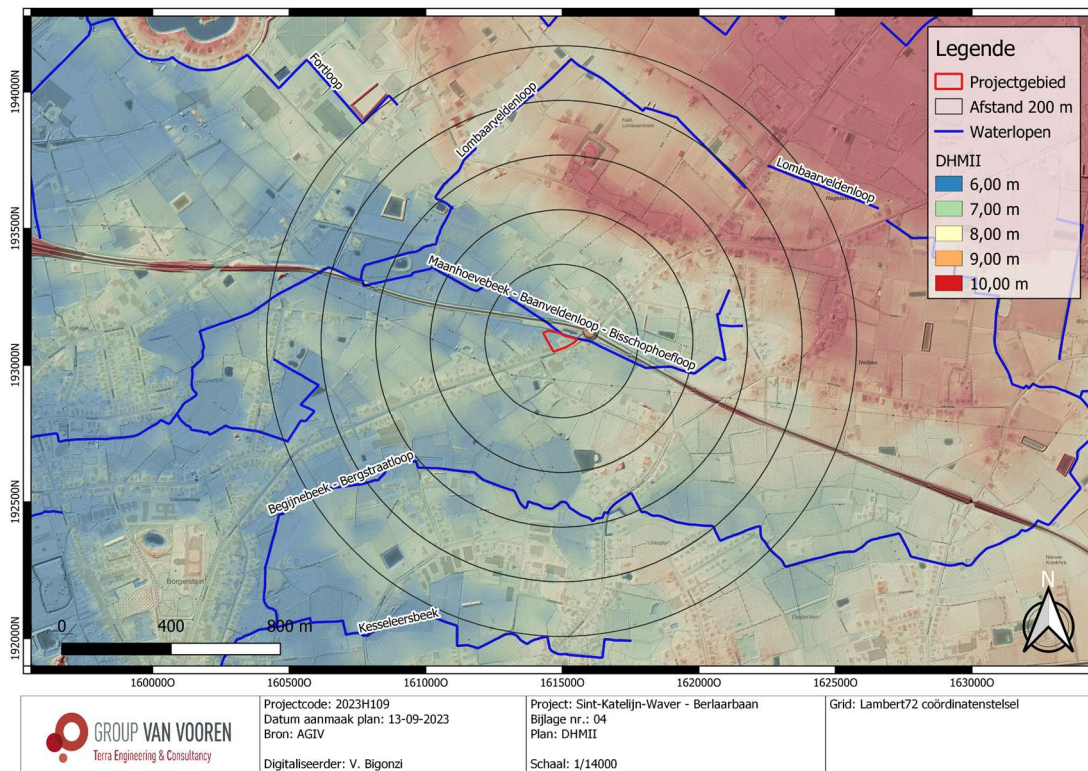 Legende
Projectgebied
Afstand 200 m
Waterlopen
DHMII
6,00 m
7,00 m
8,00 m
9,00 m
10,00 m
Fortloop
Lombaarveldenloop
Lombaarveldenloop
Maanhoevebeek - Baanveldenloop - Bisschophoefloop
Begijnebeek - Bergstraatloop
Kesseleersbeek
Borgerstein
N
0 400 800 m
194000N
193500N
193000N
192500N
192000N
1600000 1605000 1610000 1615000 1620000 1625000 1630000
GROUP VAN VOOREN
Terra Engineering & Consultancy
Projectcode: 2023H109
Datum aanmaak plan: 13-09-2023
Bron: AGIV
Digitaliseerder: V. Bigonzi
Project: Sint-Katelijn-Waver - Berlaarbaan
Bijlage nr.: 04
Plan: DHMII
Schaal: 1/14000
Grid: Lambert72 coördinatenstelsel